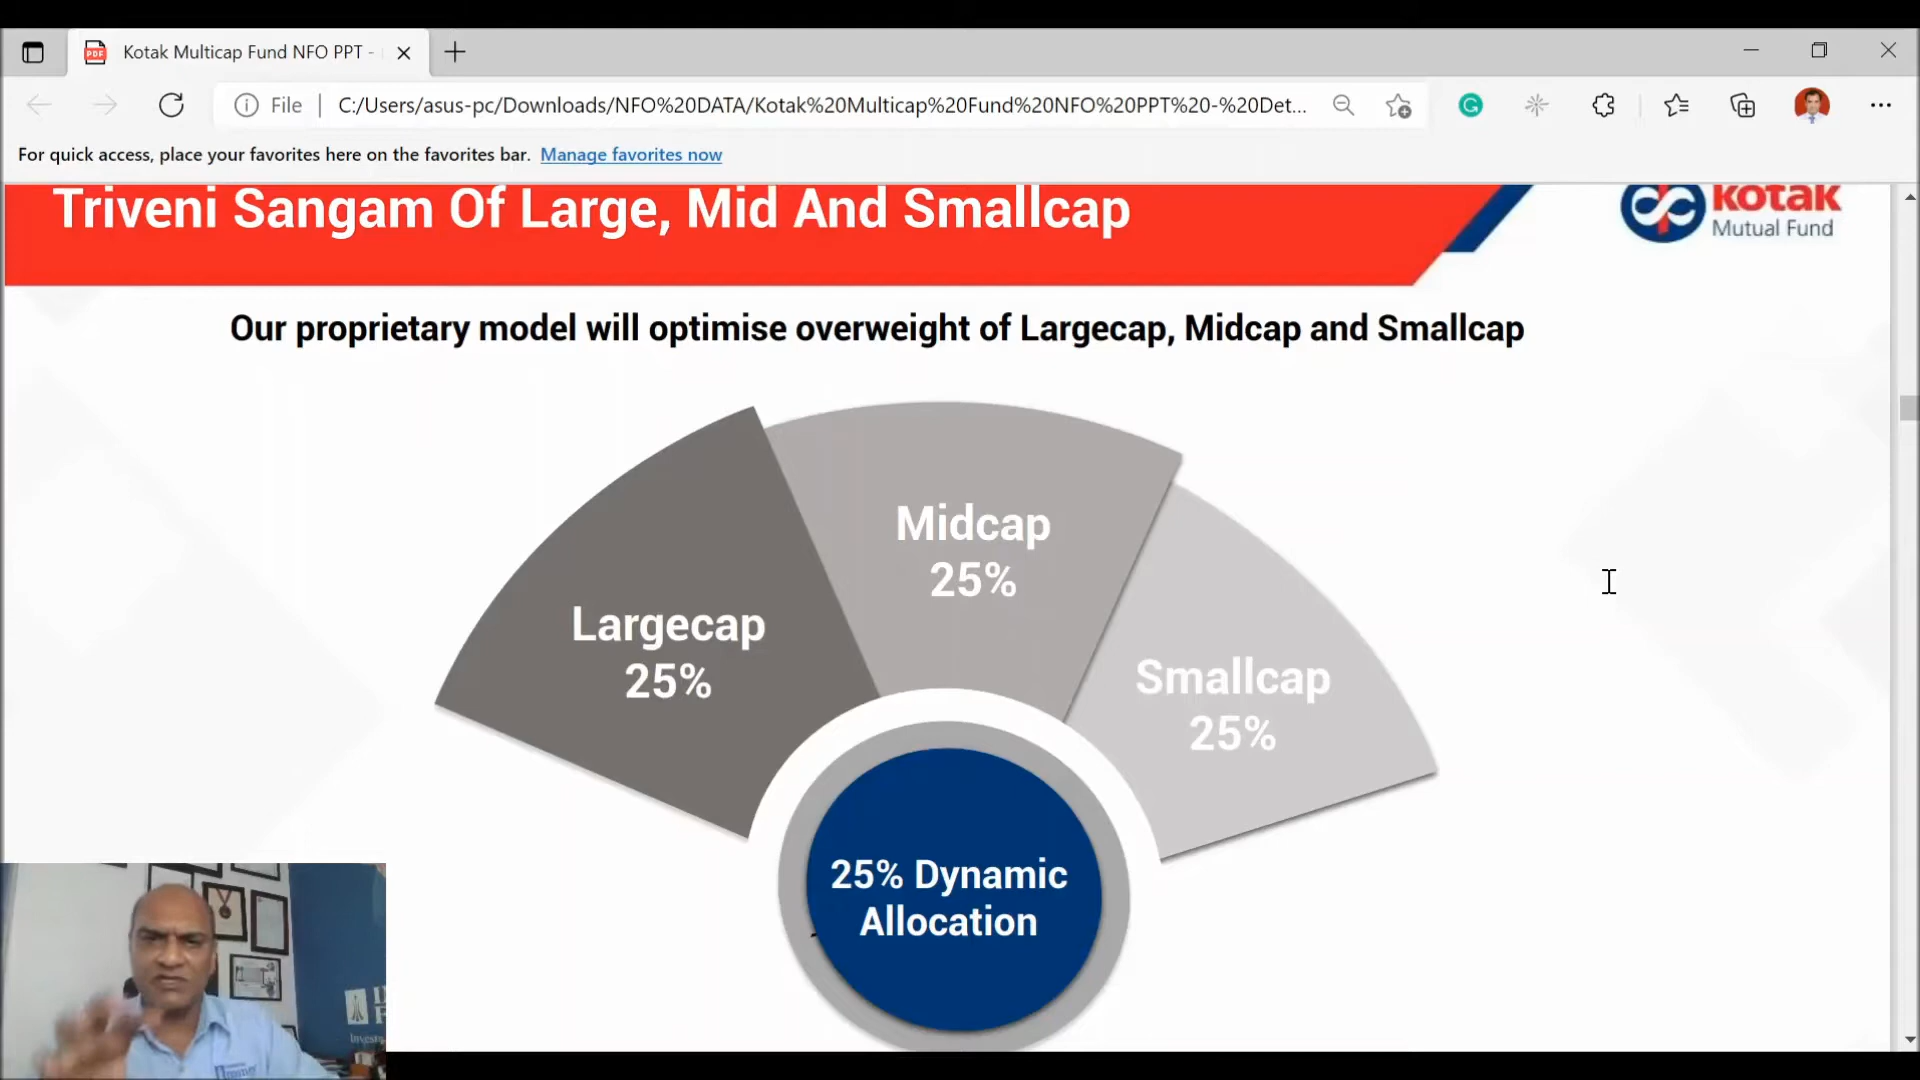 Kotak Multicap Fund NFO PPT -
File
C:/Users/asus-pc/Downloads/NFO%20DATA/Kotak%20Multicap%20Fund%20NFO%20PPT%20-%20Det...
For quick access, place your favorites here on the favorites bar. Manage favorites now
Triveni Sangam Of Large, Mid And Smallcap
kotak
Mutual Fund
Our proprietary model will optimise overweight of Largecap, Midcap and Smallcap
Midcap
25%
Largecap
25%
Smallcap
25%
25% Dynamic
Allocation